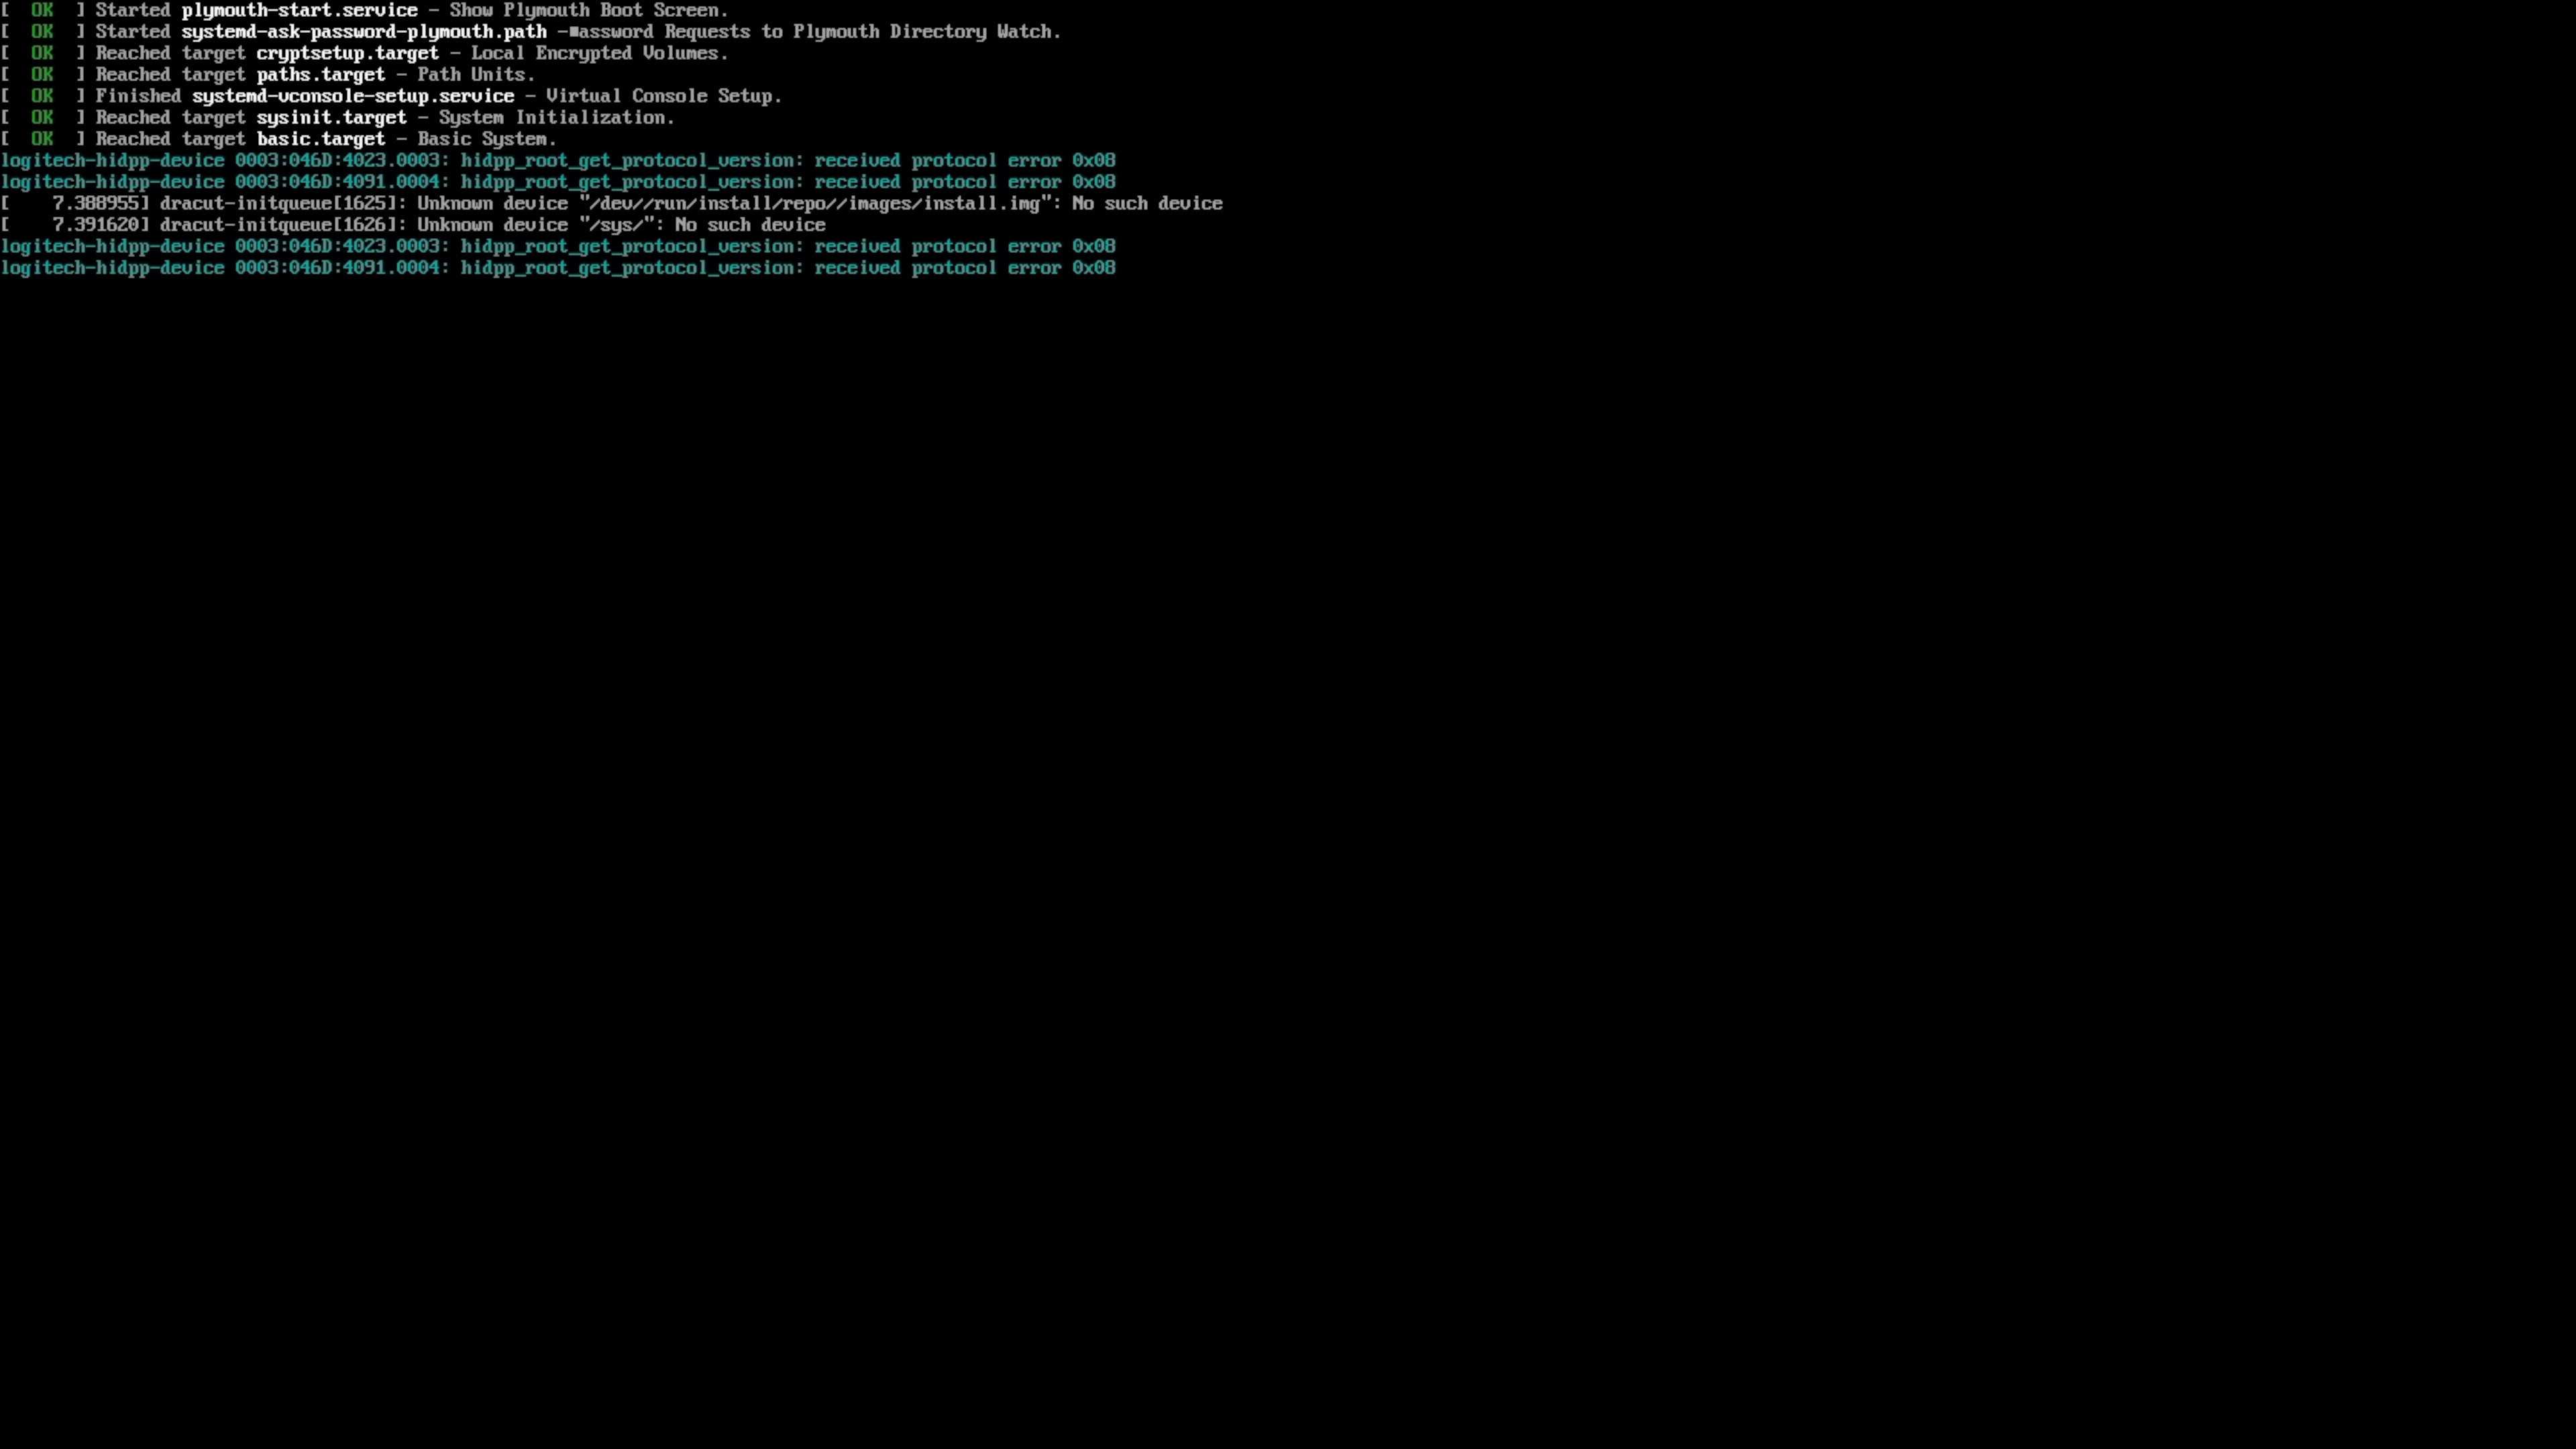 [  OK  ] Started plymouth-start.service - Show Plymouth Boot Screen.
[  OK  ] Started systemd-ask-password-plymouth.path -■assword Requests to Plymouth Directory Watch.
[  OK  ] Reached target cryptsetup.target - Local Encrypted Volumes.
[  OK  ] Reached target paths.target - Path Units.
[  OK  ] Finished systemd-vconsole-setup.service - Virtual Console Setup.
[  OK  ] Reached target sysinit.target - System Initialization.
[  OK  ] Reached target basic.target - Basic System.
logitech-hidpp-device 0003:046D:4023.0003: hidpp_root_get_protocol_version: received protocol error 0x08
logitech-hidpp-device 0003:046D:4091.0004: hidpp_root_get_protocol_version: received protocol error 0x08
[    7.388955] dracut-initqueue[1625]: Unknown device "/dev//run/install/repo//images/install.img": No such device
[    7.391620] dracut-initqueue[1626]: Unknown device "/sys/": No such device
logitech-hidpp-device 0003:046D:4023.0003: hidpp_root_get_protocol_version: received protocol error 0x08
logitech-hidpp-device 0003:046D:4091.0004: hidpp_root_get_protocol_version: received protocol error 0x08